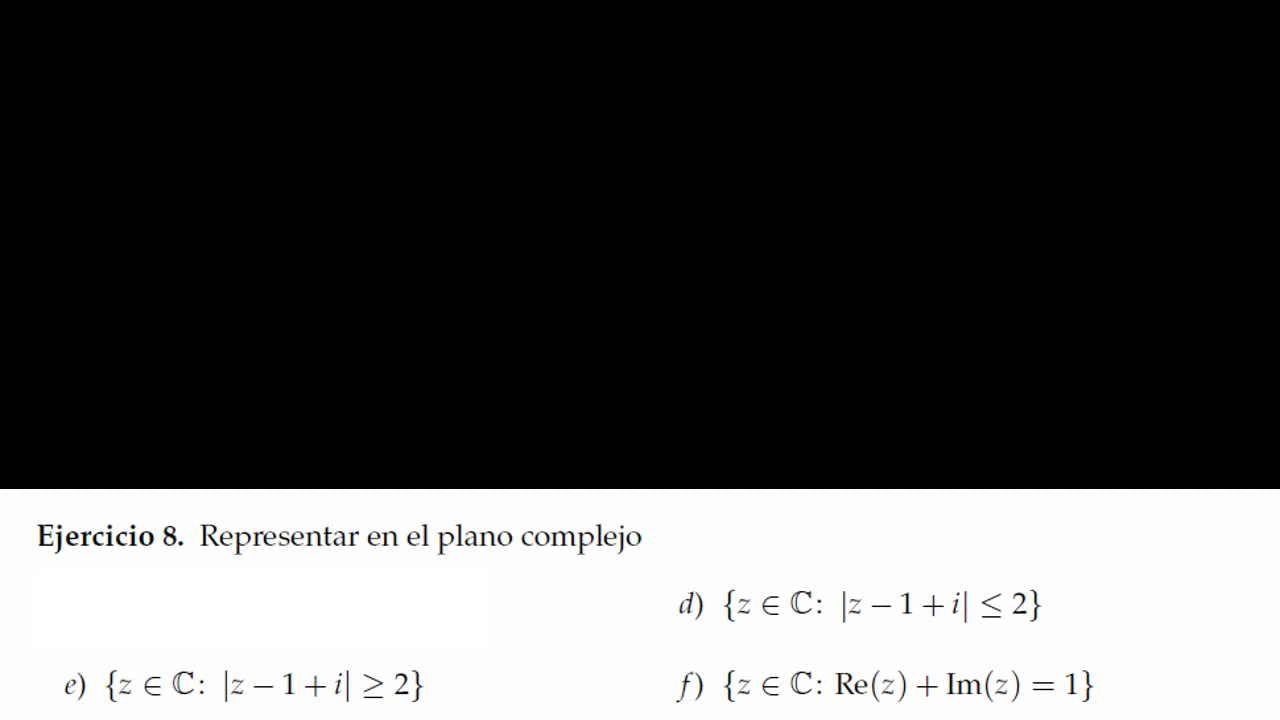 Ejercicio 8. Representar en el plano complejo
d) {z ∈ ℂ: |z − 1 + i| ≤ 2}
e) {z ∈ ℂ: |z − 1 + i| ≥ 2}
f) {z ∈ ℂ: Re(z) + Im(z) = 1}